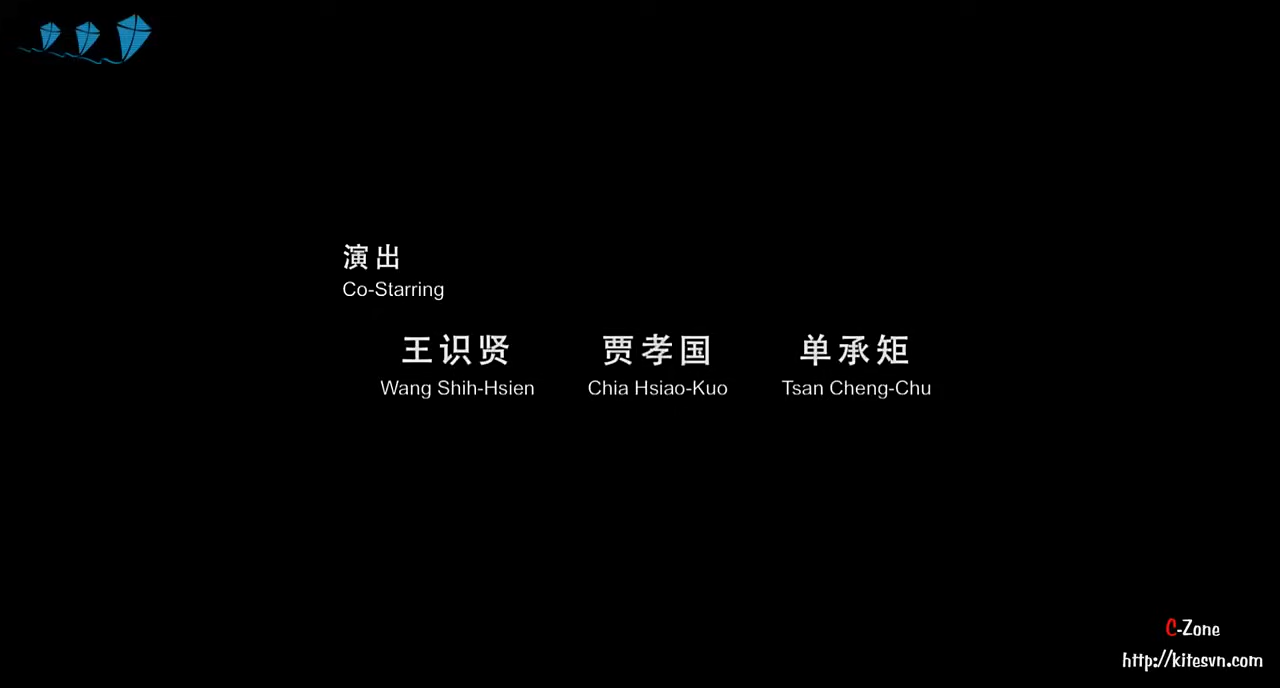 演出
Co-Starring
王识贤 贾孝国 单承矩
Wang Shih-Hsien Chia Hsiao-Kuo Tsan Cheng-Chu
C-Zone
http://kitesvn.com